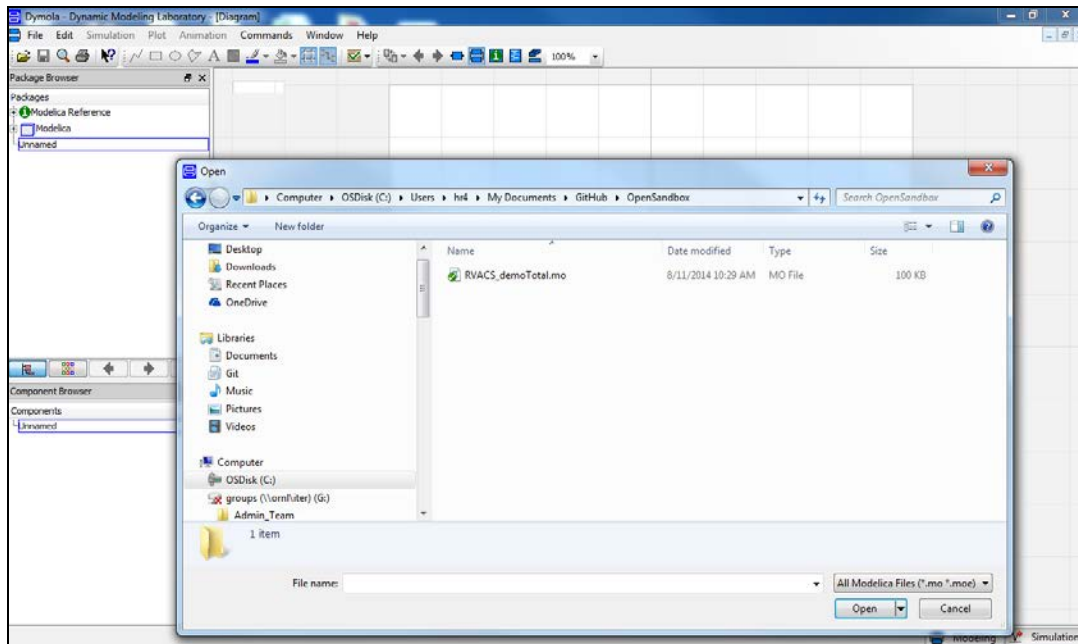 Dymola - Dynamic Modeling Laboratory - [Diagram]
File Edit Simulation Plot Animation Commands Window Help
100%
Package Browser
Packages
Modelica Reference
Modelica
Unnamed
Open
Computer OSDisk (C:) Users hr4 My Documents GitHub OpenSandbox
Search OpenSandbox
Organize New folder
Desktop
Downloads
Recent Places
OneDrive
Libraries
Documents
Git
Music
Pictures
Videos
Computer
OSDisk (C:)
groups (\\ornl\iter) (G:)
Admin_Team
Name Date modified Type Size
RVACS_demoTotal.mo 8/11/2014 10:29 AM MO File 100 KB
Component Browser
Components
Unnamed
1 item
File name: All Modelica Files (*.mo *.moe)
Open Cancel
Modeling Simulation